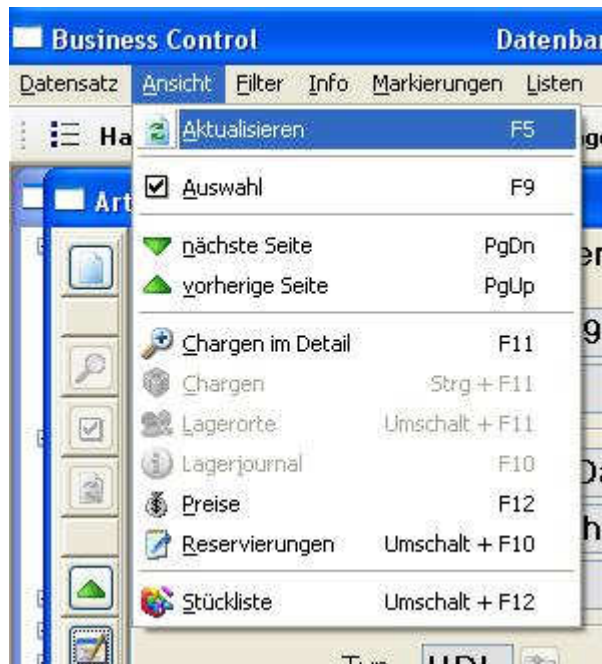 Business Control Datenba
Datensatz Ansicht Filter Info Markierungen Listen
Ha
Aktualisieren F5
Art
Auswahl F9
nächste Seite PgDn
vorherige Seite PgUp
Chargen im Detail F11
Chargen Strg + F11
Lagerorte Umschalt + F11
Lagerjournal F10
Preise F12
Reservierungen Umschalt + F10
Stückliste Umschalt + F12